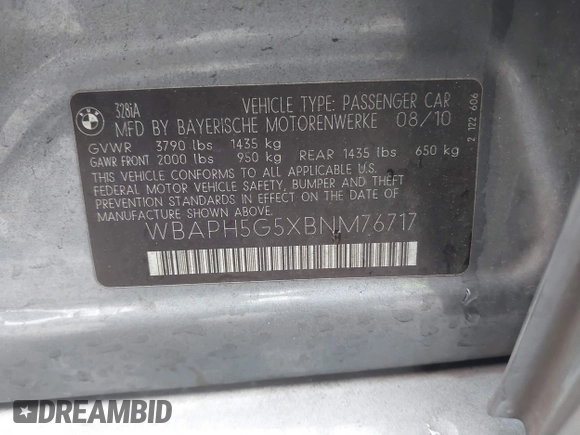 BMW
328iA
VEHICLE TYPE: PASSENGER CAR
MFD BY BAYERISCHE MOTORENWERKE 08/10
GVWR 3790 lbs 1435 kg
GAWR FRONT 2000 lbs 950 kg REAR 1435 lbs 650 kg
THIS VEHICLE CONFORMS TO ALL APPLICABLE U.S.
FEDERAL MOTOR VEHICLE SAFETY, BUMPER AND THEFT
PREVENTION STANDARDS IN EFFECT ON THE DATE OF
MANUFACTURE SHOWN ABOVE.
WBAPH5G5XBNM76717
2 122 606
DREAMBID